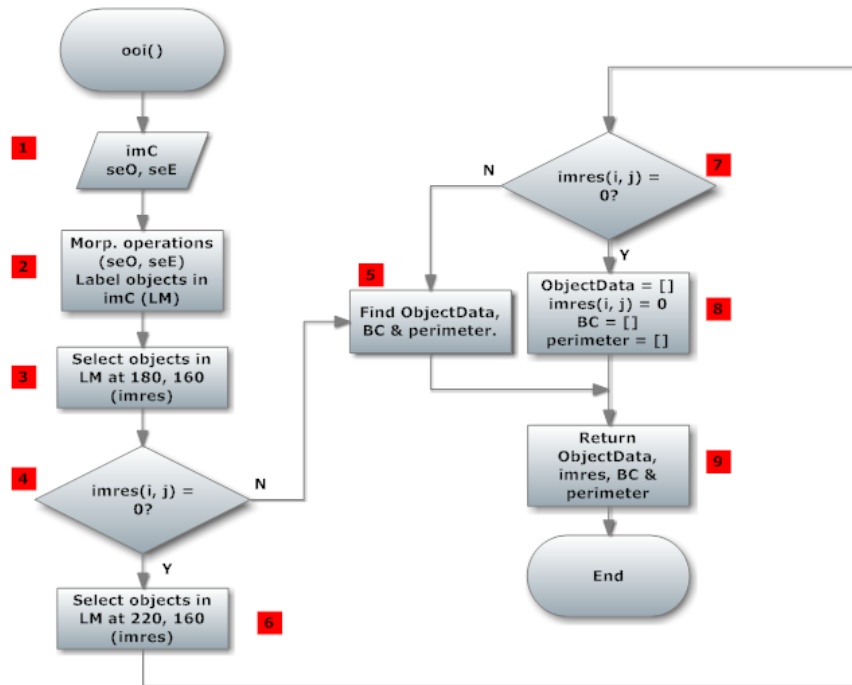 ooi()
1
imC
seO, seE
2
Morp. operations
(seO, seE)
Label objects in
imC (LM)
3
Select objects in
LM at 180, 160
(imres)
4
imres(i, j) =
0?
N
Y
Select objects in
LM at 220, 160
(imres)
6
5
Find ObjectData,
BC & perimeter.
7
imres(i, j) =
0?
N
Y
ObjectData = []
imres(i, j) = 0
BC = []
perimeter = []
8
Return
ObjectData,
imres, BC &
perimeter
9
End